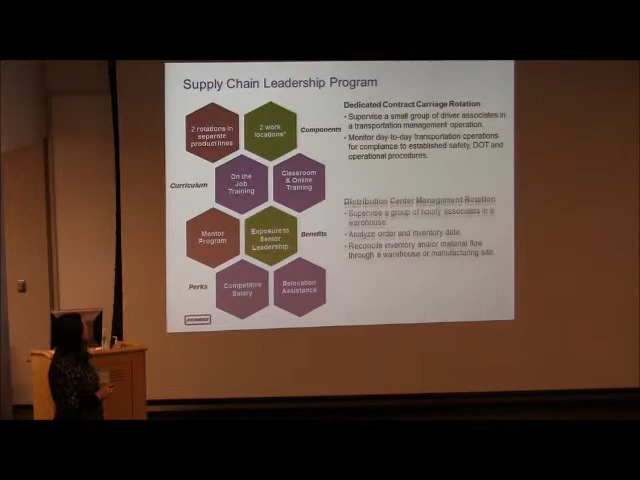 Supply Chain Leadership Program
2 rotations in
separate
product lines
2 work
locations*
Components
Curriculum
On the
Job
Training
Classroom
& Online
Training
Mentor
Program
Exposure to
Senior
Leadership
Benefits
Perks
Competitive
Salary
Relocation
Assistance
Dedicated Contract Carriage Rotation
• Supervise a small group of driver associates in
a transportation management operation.
• Monitor day-to-day transportation operations
for compliance to established safety, DOT and
operational procedures.
Distribution Center Management Rotation
• Supervise a group of hourly associates in a
warehouse.
• Analyze order and inventory data.
• Reconcile inventory and/or material flow
through a warehouse or manufacturing site.
PENSKE